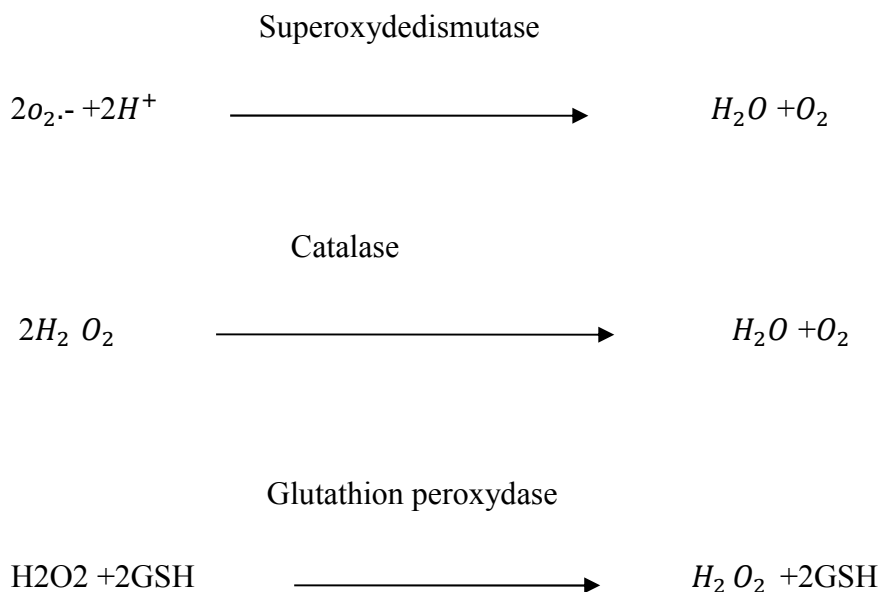 Superoxydedismutase
2o₂.- +2H⁺ ⟶ H₂O +O₂
Catalase
2H₂ O₂ ⟶ H₂O +O₂
Glutathion peroxydase
H2O2 +2GSH ⟶ H₂ O₂ +2GSH